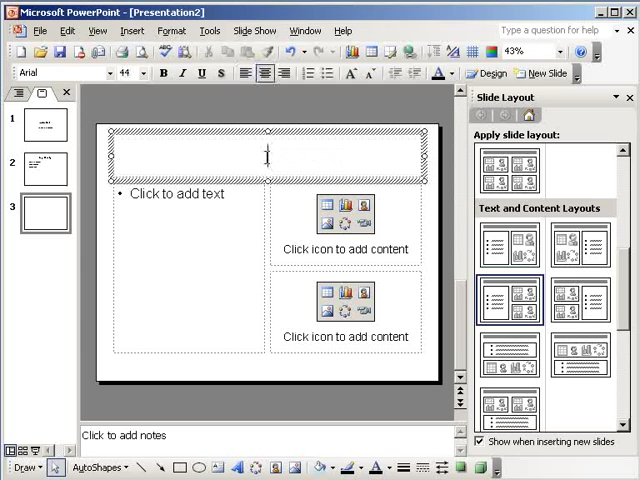 Microsoft PowerPoint - [Presentation2]
File Edit View Insert Format Tools Slide Show Window Help
Type a question for help
43%
Arial
44
B I U S
A
Design
New Slide
Slide Layout
Apply slide layout:
1
2
3
• Click to add text
Click icon to add content
Click icon to add content
Text and Content Layouts
Click to add notes
Show when inserting new slides
Draw
AutoShapes